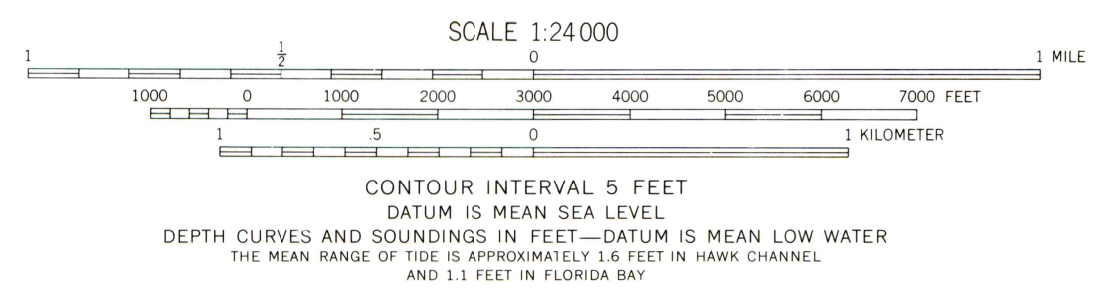 SCALE 1:24 000
1 1/2 0 1 MILE
1000 0 1000 2000 3000 4000 5000 6000 7000 FEET
1 .5 0 1 KILOMETER
CONTOUR INTERVAL 5 FEET
DATUM IS MEAN SEA LEVEL
DEPTH CURVES AND SOUNDINGS IN FEET—DATUM IS MEAN LOW WATER
THE MEAN RANGE OF TIDE IS APPROXIMATELY 1.6 FEET IN HAWK CHANNEL
AND 1.1 FEET IN FLORIDA BAY